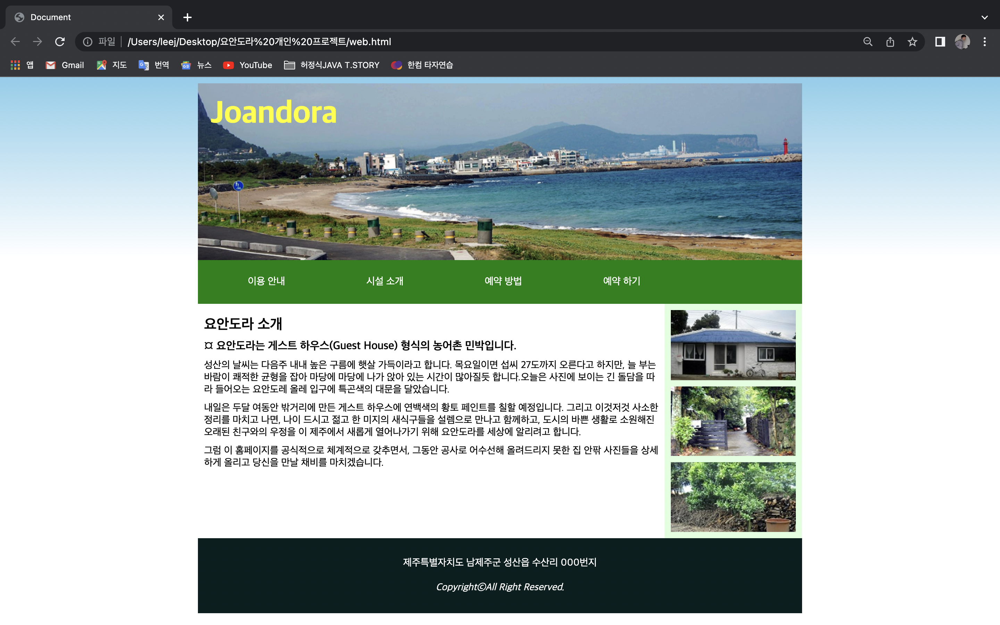 Document
파일 /Users/leej/Desktop/요안도라%20개인%20프로젝트/web.html
앱 Gmail 지도 번역 뉴스 YouTube 허정식JAVA T.STORY 한컴 타자연습
Joandora
이용 안내 시설 소개 예약 방법 예약 하기
요안도라 소개
¤ 요안도라는 게스트 하우스(Guest House) 형식의 농어촌 민박입니다.
성산의 날씨는 다음주 내내 높은 구름에 햇살 가득이라고 합니다. 목요일이면 섭씨 27도까지 오른다고 하지만, 늘 부는
바람이 쾌적한 균형을 잡아 마당에 마당에 나가 앉아 있는 시간이 많아질듯 합니다.오늘은 사진에 보이는 긴 돌담을 따
라 들어오는 요안도레 올레 입구에 특곤색의 대문을 달았습니다.
내일은 두달 여동안 밖거리에 만든 게스트 하우스에 연백색의 황토 페인트를 칠할 예정입니다. 그리고 이것저것 사소한
정리를 마치고 나면, 나이 드시고 젊고 한 미지의 새식구들을 설렘으로 만나고 함께하고, 도시의 바쁜 생활로 소원해진
오래된 친구와의 우정을 이 제주에서 새롭게 열어나가기 위해 요안도라를 세상에 알리려고 합니다.
그럼 이 홈페이지를 공식적으로 체계적으로 갖추면서, 그동안 공사로 어수선해 올려드리지 못한 집 안팎 사진들을 상세
하게 올리고 당신을 만날 채비를 마치겠습니다.
제주특별자치도 남제주군 성산읍 수산리 000번지
Copyright©All Right Reserved.